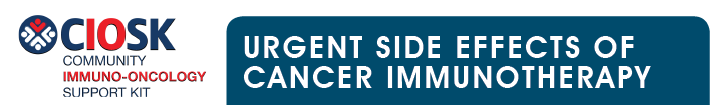 CIOSK
COMMUNITY
IMMUNO-ONCOLOGY
SUPPORT KIT
URGENT SIDE EFFECTS OF
CANCER IMMUNOTHERAPY